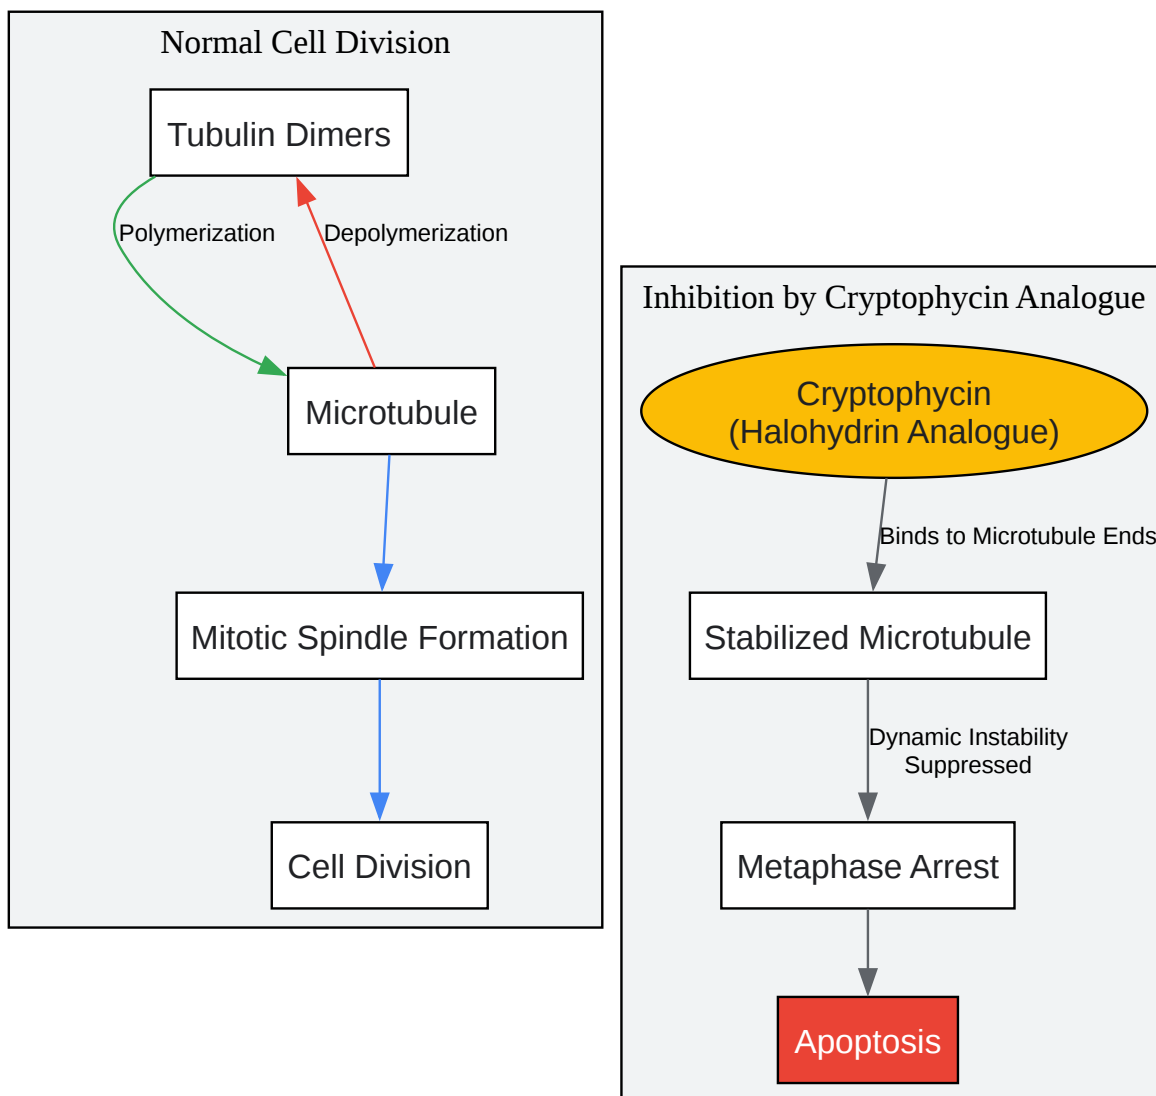 Normal Cell Division
Tubulin Dimers
Polymerization
Depolymerization
Microtubule
Mitotic Spindle Formation
Cell Division
Inhibition by Cryptophycin Analogue
Cryptophycin
(Halohydrin Analogue)
Binds to Microtubule Ends
Stabilized Microtubule
Dynamic Instability
Suppressed
Metaphase Arrest
Apoptosis